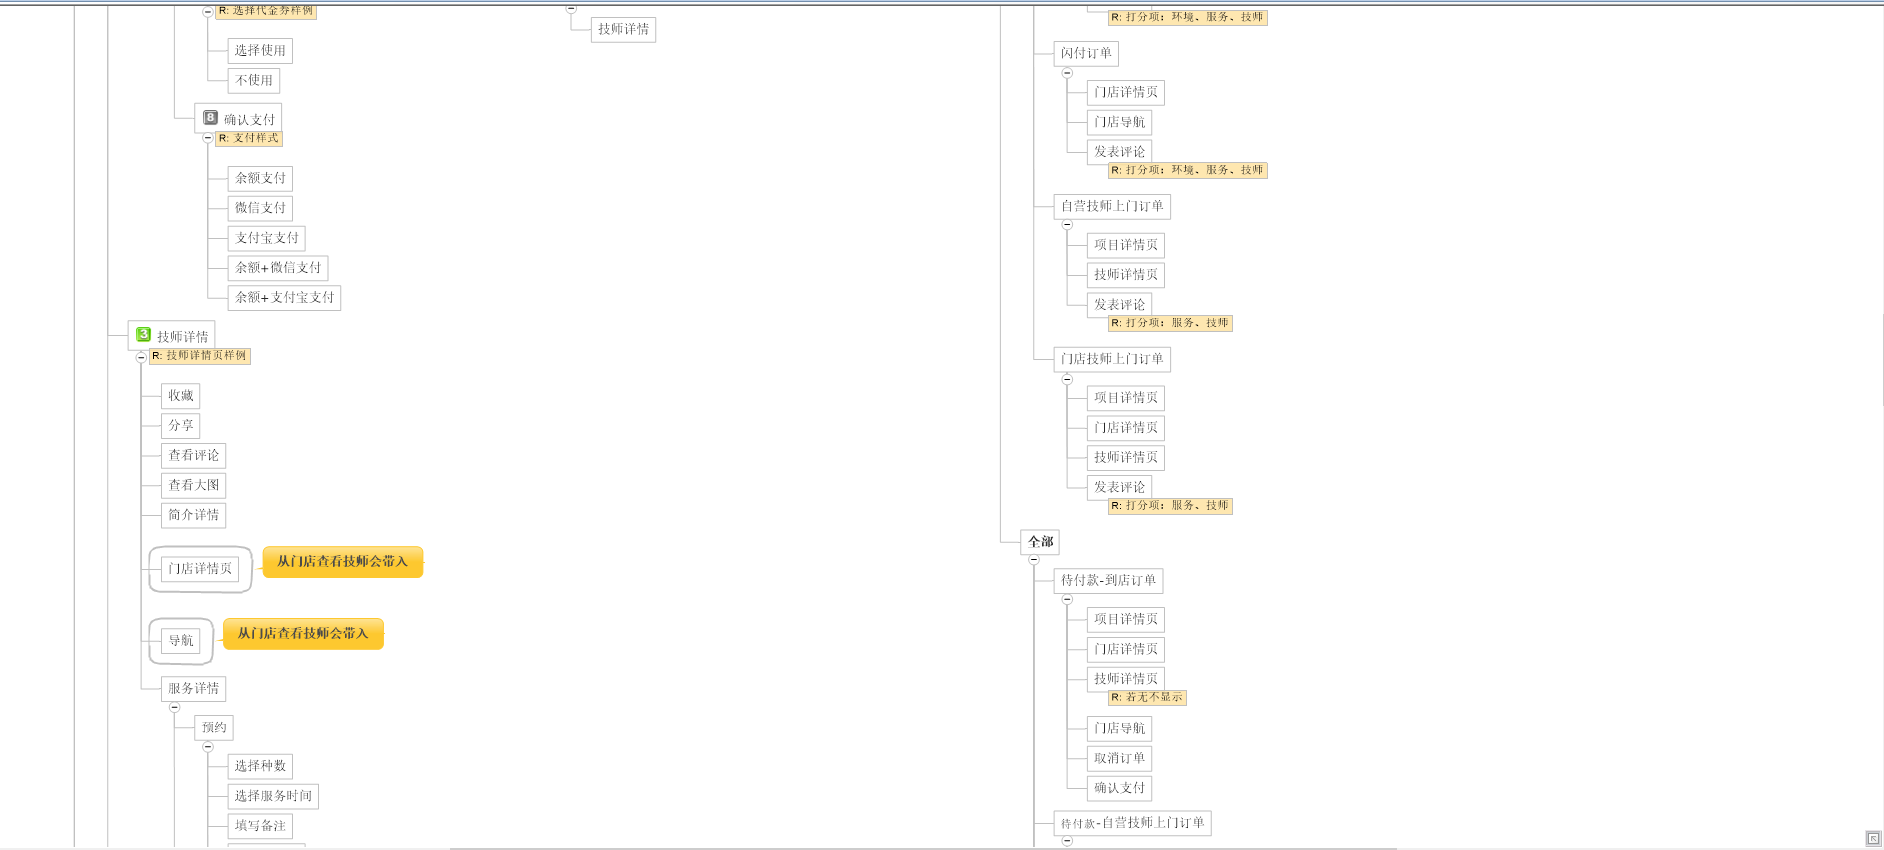 R: 选择代金券样例
选择使用
不使用
8 确认支付
R: 支付样式
余额支付
微信支付
支付宝支付
余额+微信支付
余额+支付宝支付
3 技师详情
R: 技师详情页样例
收藏
分享
查看评论
查看大图
简介详情
门店详情页
从门店查看技师会带入
导航
从门店查看技师会带入
服务详情
预约
选择种数
选择服务时间
填写备注
技师详情
R: 打分项：环境、服务、技师
闪付订单
门店详情页
门店导航
发表评论
R: 打分项：环境、服务、技师
自营技师上门订单
项目详情页
技师详情页
发表评论
R: 打分项：服务、技师
门店技师上门订单
项目详情页
门店详情页
技师详情页
发表评论
R: 打分项：服务、技师
全部
待付款-到店订单
项目详情页
门店详情页
技师详情页
R: 若无不显示
门店导航
取消订单
确认支付
待付款-自营技师上门订单